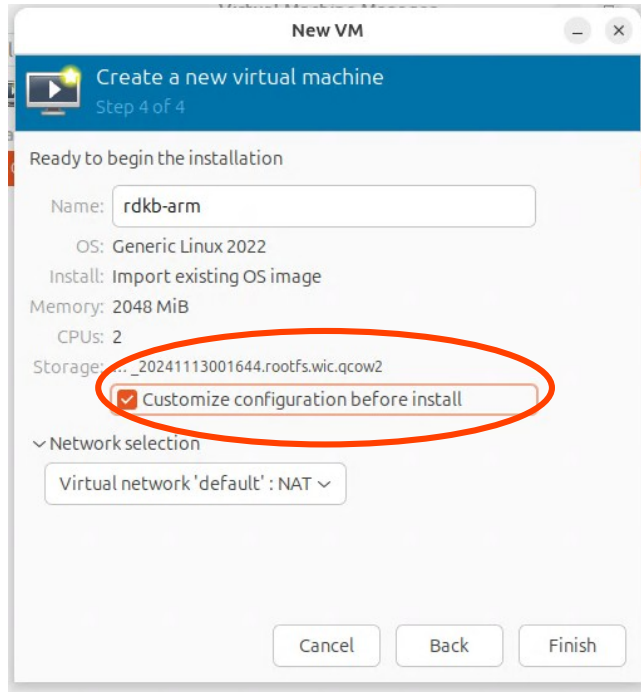 New VM
Create a new virtual machine
Step 4 of 4
Ready to begin the installation
Name: rdkb-arm
OS: Generic Linux 2022
Install: Import existing OS image
Memory: 2048 MiB
CPUs: 2
Storage: ... _20241113001644.rootfs.wic.qcow2
Customize configuration before install
Network selection
Virtual network 'default' : NAT
Cancel Back Finish